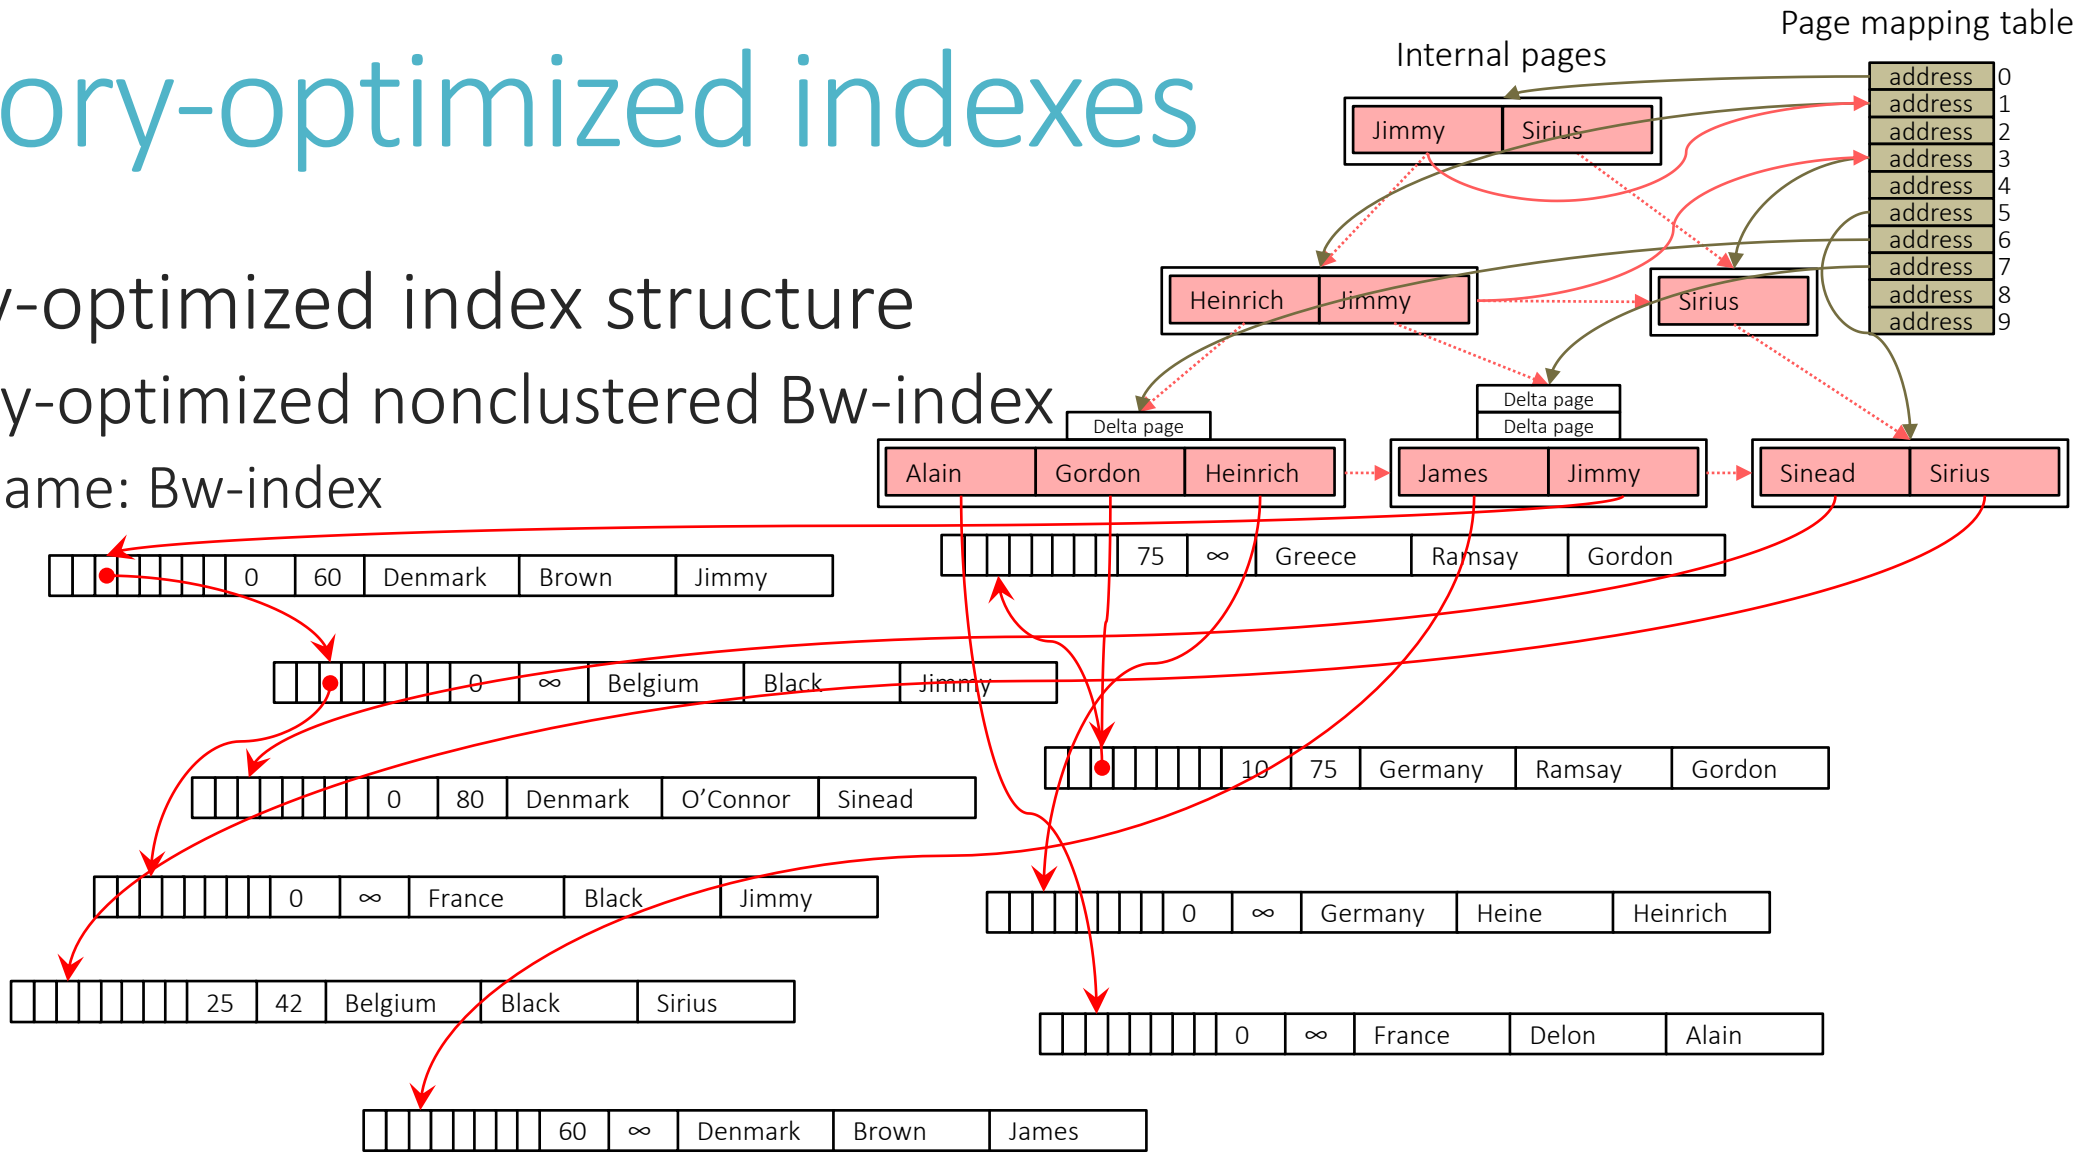 ory-optimized indexes
y-optimized index structure
y-optimized nonclustered Bw-index
ame: Bw-index
Page mapping table
Internal pages
address 0
address 1
address 2
address 3
address 4
address 5
address 6
address 7
address 8
address 9
Jimmy Sirius
Heinrich Jimmy
Sirius
Delta page
Delta page
Delta page
Alain Gordon Heinrich
James Jimmy
Sinead Sirius
0 60 Denmark Brown Jimmy
75 ∞ Greece Ramsay Gordon
0 ∞ Belgium Black Jimmy
10 75 Germany Ramsay Gordon
0 80 Denmark O’Connor Sinead
0 ∞ France Black Jimmy
0 ∞ Germany Heine Heinrich
25 42 Belgium Black Sirius
0 ∞ France Delon Alain
60 ∞ Denmark Brown James